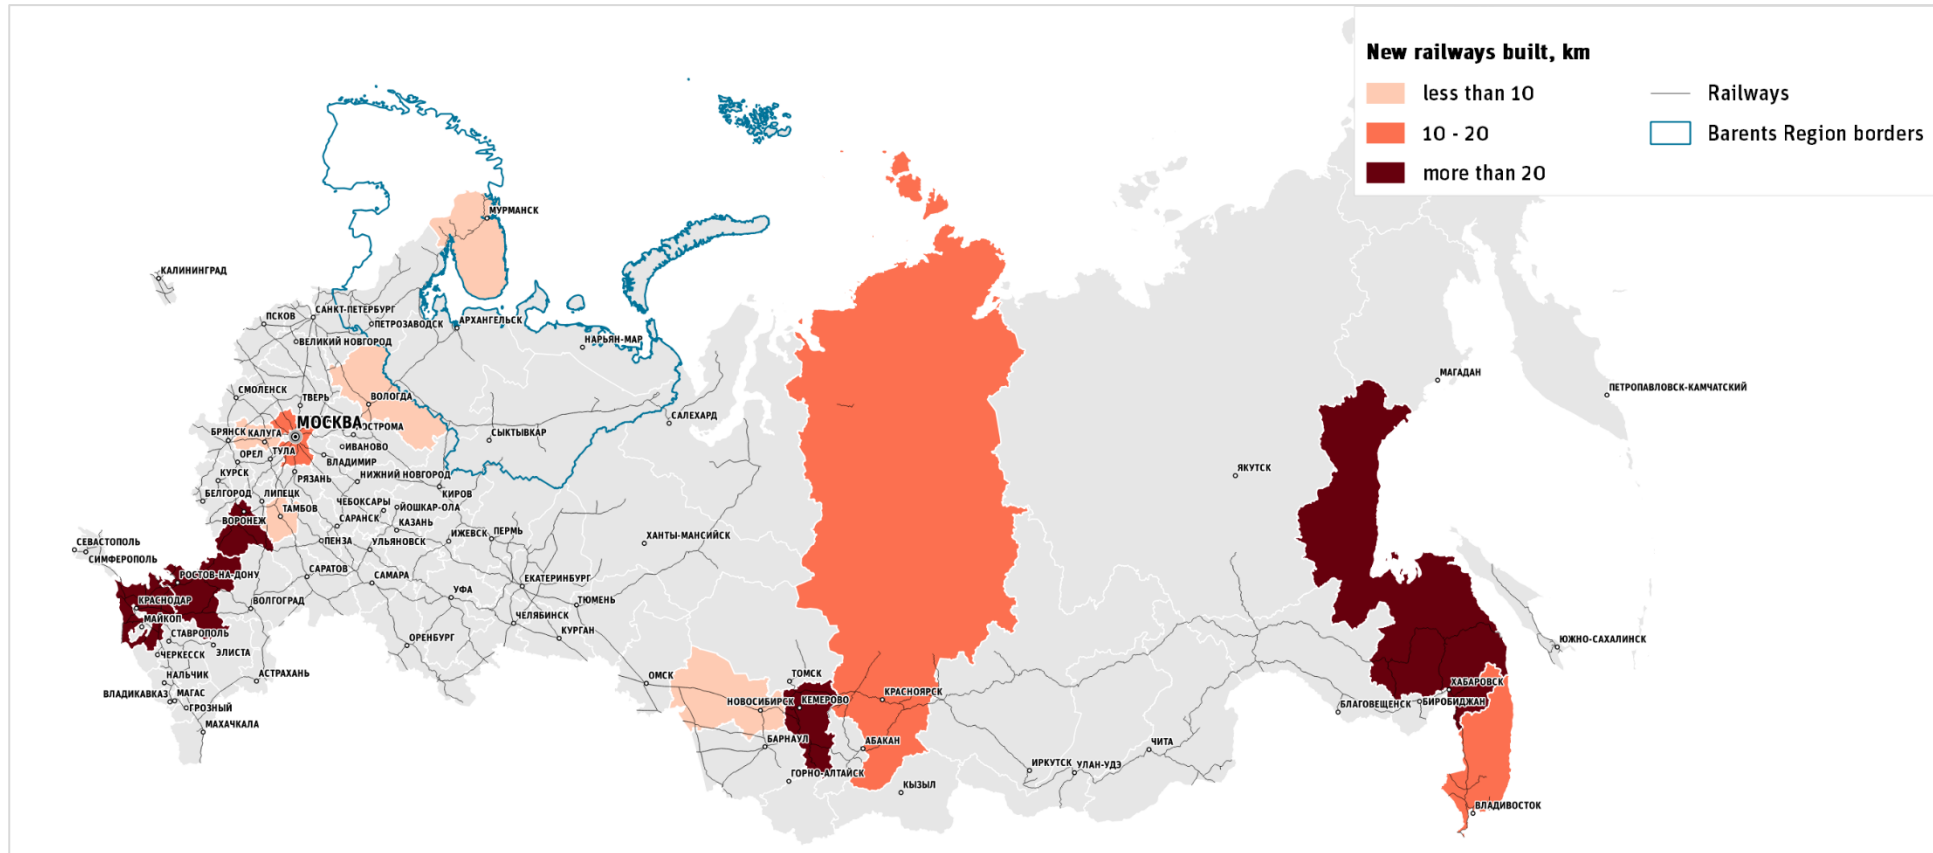 New railways built, km
less than 10
10 - 20
more than 20
Railways
Barents Region borders
МУРМАНСК
КАЛИНИНГРАД
САНКТ-ПЕТЕРБУРГ
ПСКОВ
ПЕТРОЗАВОДСК
АРХАНГЕЛЬСК
ВЕЛИКИЙ НОВГОРОД
НАРЬЯН-МАР
СМОЛЕНСК
ТВЕРЬ
ВОЛОГДА
МАГАДАН
ПЕТРОПАВЛОВСК-КАМЧАТСКИЙ
МОСКВА
САЛЕХАРД
БРЯНСК
КАЛУГА
ОСТРОМА
СЫКТЫВКАР
ИВАНОВО
ОРЕЛ
ТУЛА
ВЛАДИМИР
КУРСК
РЯЗАНЬ
НИЖНИЙ НОВГОРОД
ЯКУТСК
БЕЛГОРОД
ЛИПЕЦК
КИРОВ
ЧЕБОКСАРЫ
ЙОШКАР-ОЛА
ТАМБОВ
ВОРОНЕЖ
САРАНСК
КАЗАНЬ
ИЖЕВСК
ПЕРМЬ
ХАНТЫ-МАНСИЙСК
СЕВАСТОПОЛЬ
ПЕНЗА
УЛЬЯНОВСК
СИМФЕРОПОЛЬ
РОСТОВ-НА-ДОНУ
САРАТОВ
САМАРА
ЕКАТЕРИНБУРГ
УФА
КРАСНОДАР
ВОЛГОГРАД
ТЮМЕНЬ
МАЙКОП
ЧЕЛЯБИНСК
СТАВРОПОЛЬ
ОРЕНБУРГ
КУРГАН
ЮЖНО-САХАЛИНСК
ЧЕРКЕССК
ЭЛИСТА
НАЛЬЧИК
АСТРАХАНЬ
ОМСК
ТОМСК
ХАБАРОВСК
ВЛАДИКАВКАЗ
МАГАС
КРАСНОЯРСК
НОВОСИБИРСК
КЕМЕРОВО
БЛАГОВЕЩЕНСК
БИРОБИДЖАН
ГРОЗНЫЙ
МАХАЧКАЛА
БАРНАУЛ
АБАКАН
ЧИТА
ИРКУТСК
УЛАН-УДЭ
ГОРНО-АЛТАЙСК
КЫЗЫЛ
ВЛАДИВОСТОК